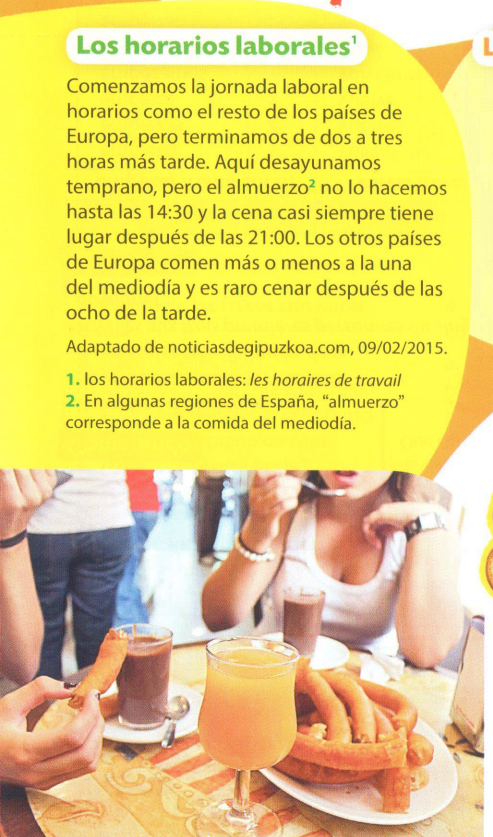 Los horarios laborales¹
Comenzamos la jornada laboral en
horarios como el resto de los países de
Europa, pero terminamos de dos a tres
horas más tarde. Aquí desayunamos
temprano, pero el almuerzo² no lo hacemos
hasta las 14:30 y la cena casi siempre tiene
lugar después de las 21:00. Los otros países
de Europa comen más o menos a la una
del mediodía y es raro cenar después de las
ocho de la tarde.
Adaptado de noticiasdegipuzkoa.com, 09/02/2015.
1. los horarios laborales: les horaires de travail
2. En algunas regiones de España, “almuerzo”
corresponde a la comida del mediodía.